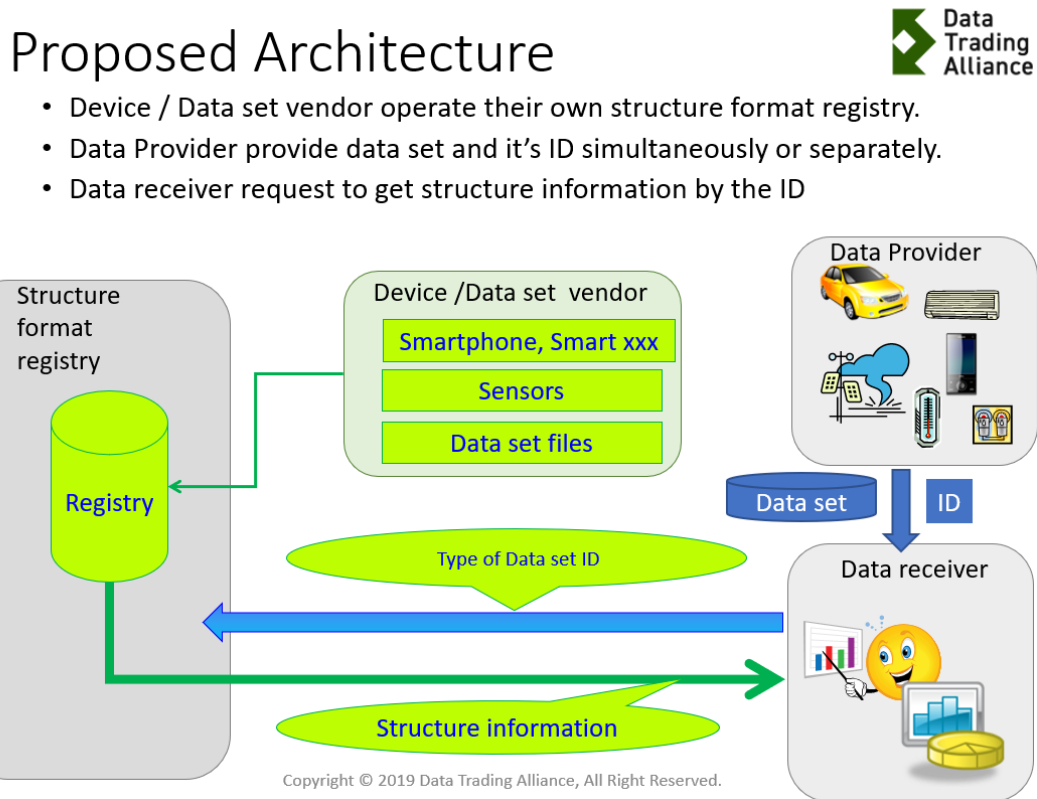 Proposed Architecture
Data
Trading
Alliance
• Device / Data set vendor operate their own structure format registry.
• Data Provider provide data set and it's ID simultaneously or separately.
• Data receiver request to get structure information by the ID
Structure
format
registry
Registry
Device /Data set vendor
Smartphone, Smart xxx
Sensors
Data set files
Data Provider
Data set
ID
Type of Data set ID
Data receiver
Structure information
Copyright © 2019 Data Trading Alliance, All Right Reserved.